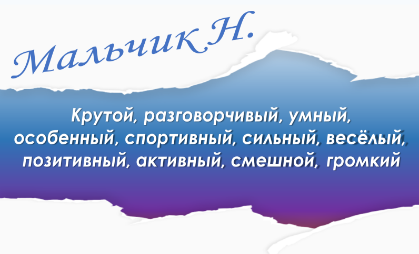 Мальчик Н.
Крутой, разговорчивый, умный,
особенный, спортивный, сильный, весёлый,
позитивный, активный, смешной, громкий